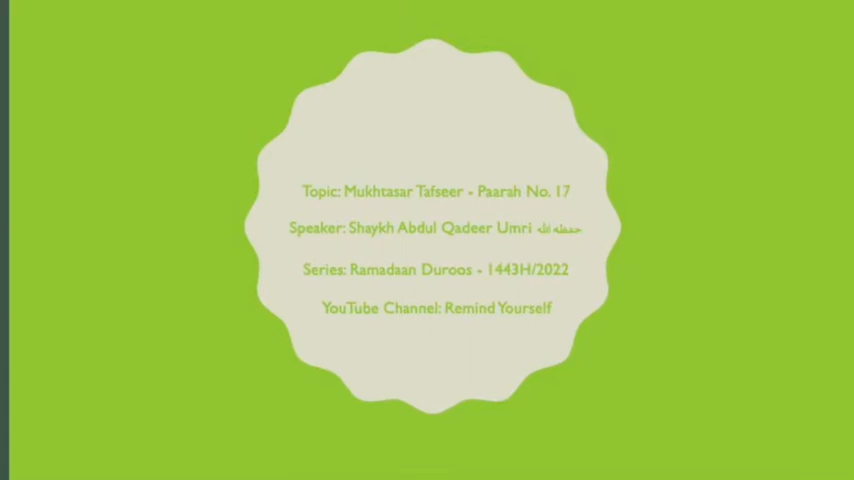 Topic: Mukhtasar Tafseer - Paarah No. 17
Speaker: Shaykh Abdul Qadeer Umri حفظه الله
Series: Ramadaan Duroos - 1443H/2022
YouTube Channel: Remind Yourself